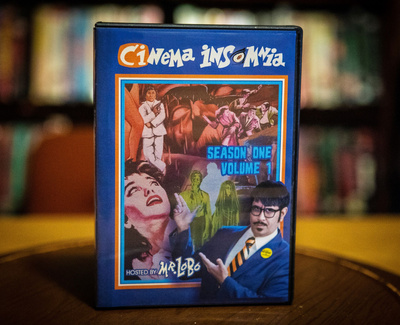 CINEMA INSOMNIA
SEASON ONE
VOLUME 1
HOSTED BY MR. LOBO